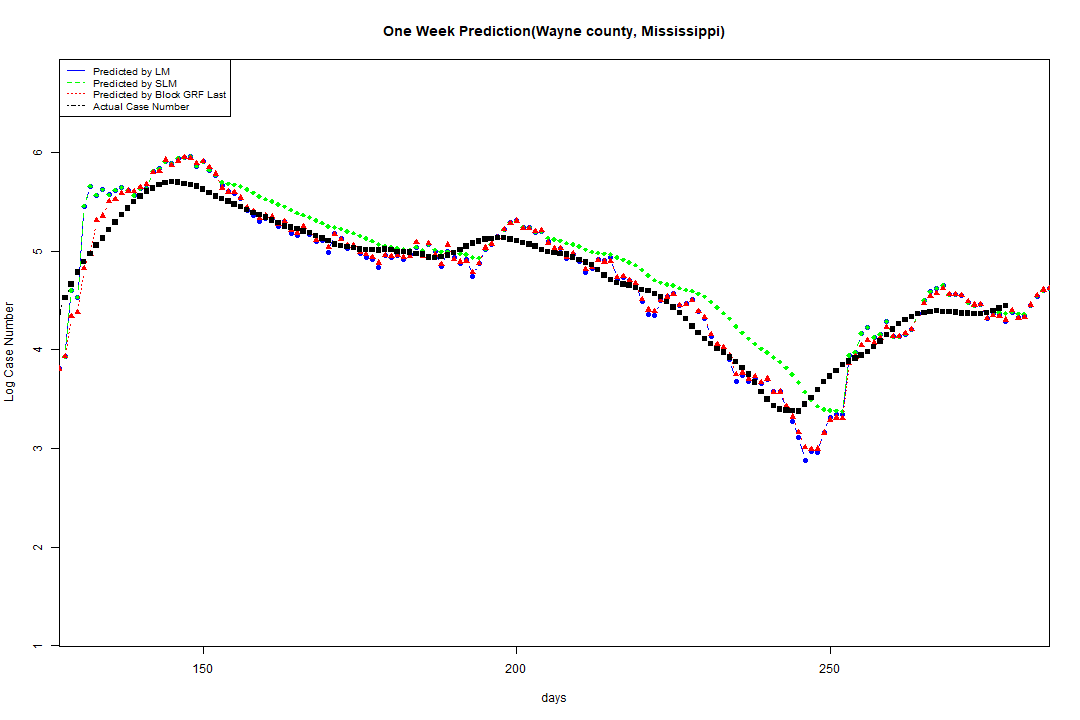 One Week Prediction(Wayne county, Mississippi)
Predicted by LM
Predicted by SLM
Predicted by Block GRF Last
Actual Case Number
6
5
4
3
2
1
Log Case Number
150
200
250
days